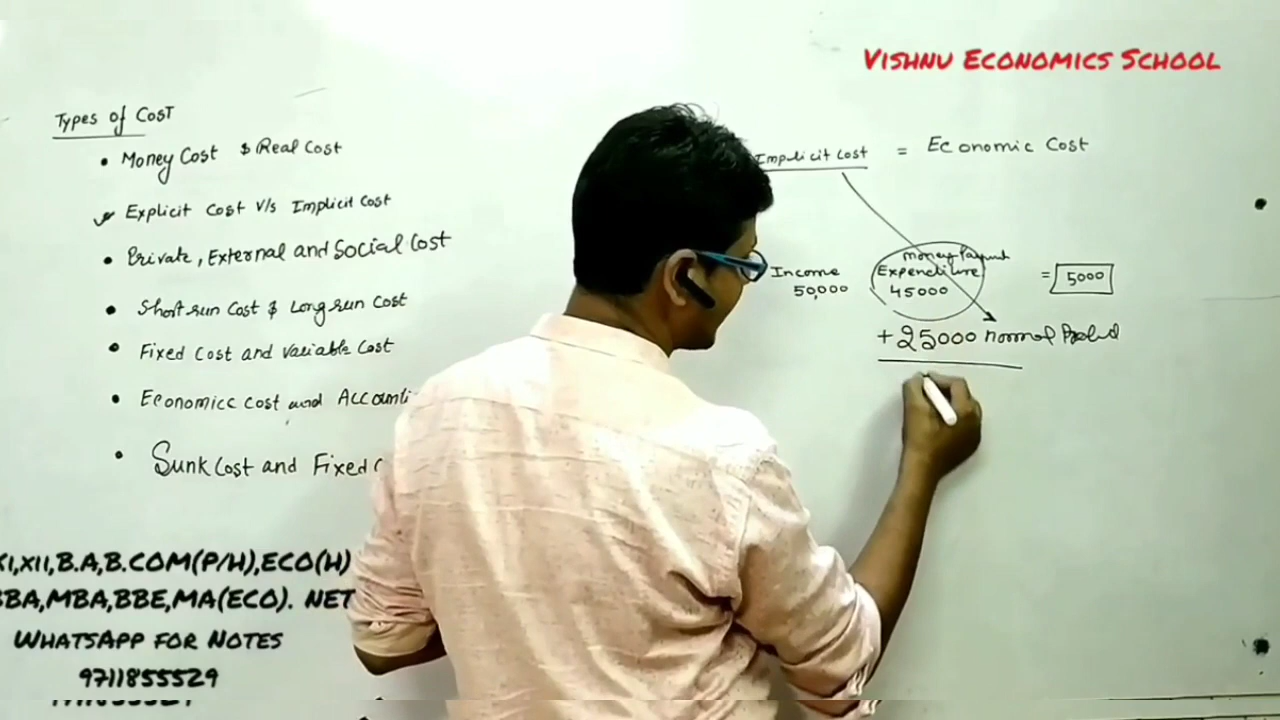 VISHNU ECONOMICS SCHOOL
Types of Cost
Money Cost & Real Cost
Explicit Cost V/s Implicit Cost
Private, External and Social Cost
Short run Cost & Long run Cost
Fixed Cost and Variable Cost
Economicc cost and Accounti
Sunk Cost and Fixed C
XI,XII,B.A,B.COM(P/H),ECO(H)
BBA,MBA,BBE,MA(ECO). NET
WHATSAPP FOR NOTES
9711855529
Implicit Cost = Economic Cost
money Payment
Income Expenditure
50,000 45000 = 5000
+25000 normal